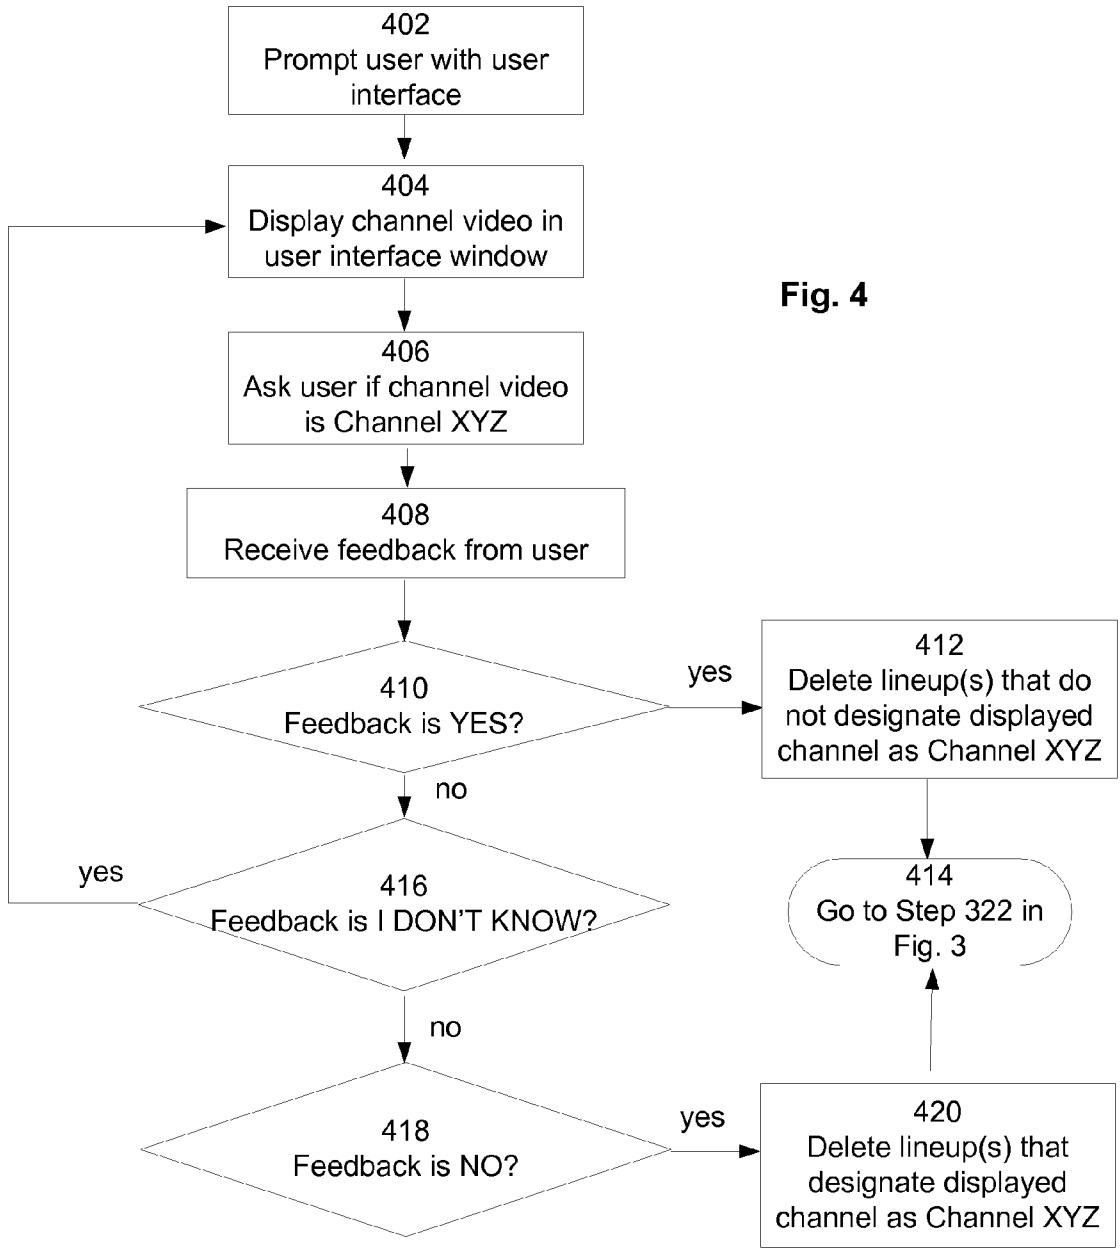 402
Prompt user with user
interface
404
Display channel video in
user interface window
Fig. 4
406
Ask user if channel video
is Channel XYZ
408
Receive feedback from user
410
Feedback is YES?
yes
412
Delete lineup(s) that do
not designate displayed
channel as Channel XYZ
no
yes
416
Feedback is I DON'T KNOW?
414
Go to Step 322 in
Fig. 3
no
418
Feedback is NO?
yes
420
Delete lineup(s) that
designate displayed
channel as Channel XYZ